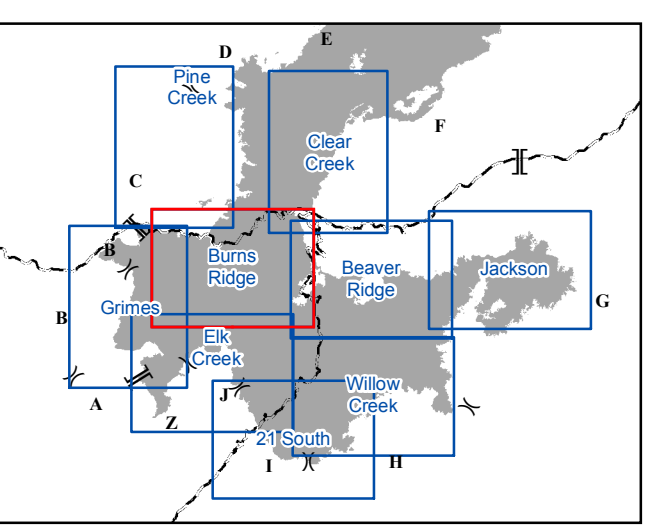 E
D
Pine
Creek
F
Clear
Creek
C
B
Burns
Ridge
Beaver
Ridge
Jackson
G
Grimes
B
Elk
Creek
J
Willow
Creek
A
Z
21 South
I
H